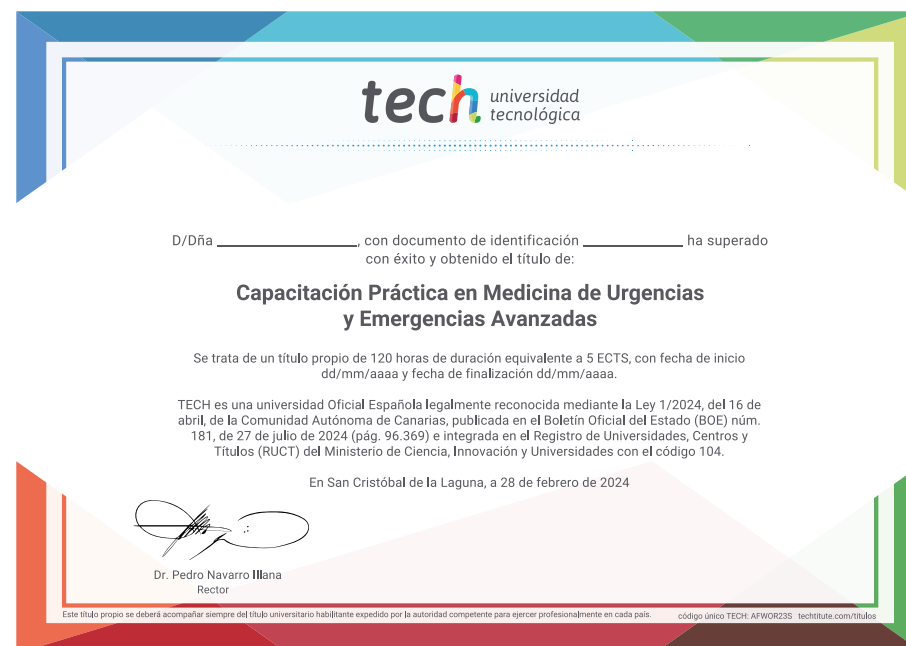 tech universidad
tecnológica
D/Dña ______________, con documento de identificación __________ ha superado
con éxito y obtenido el título de:
Capacitación Práctica en Medicina de Urgencias
y Emergencias Avanzadas
Se trata de un título propio de 120 horas de duración equivalente a 5 ECTS, con fecha de inicio
dd/mm/aaaa y fecha de finalización dd/mm/aaaa.
TECH es una universidad Oficial Española legalmente reconocida mediante la Ley 1/2024, del 16 de
abril, de la Comunidad Autónoma de Canarias, publicada en el Boletín Oficial del Estado (BOE) núm.
181, de 27 de julio de 2024 (pág. 96.369) e integrada en el Registro de Universidades, Centros y
Títulos (RUCT) del Ministerio de Ciencia, Innovación y Universidades con el código 104.
En San Cristóbal de la Laguna, a 28 de febrero de 2024
Dr. Pedro Navarro Illana
Rector
Este título propio se deberá acompañar siempre del título universitario habilitante expedido por la autoridad competente para ejercer profesionalmente en cada país.
código único TECH: AFWOR23S techtitute.com/titulos